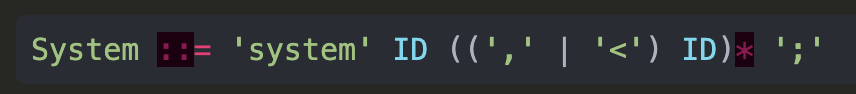 System ::= 'system' ID ((',' | '<') ID)* ';'